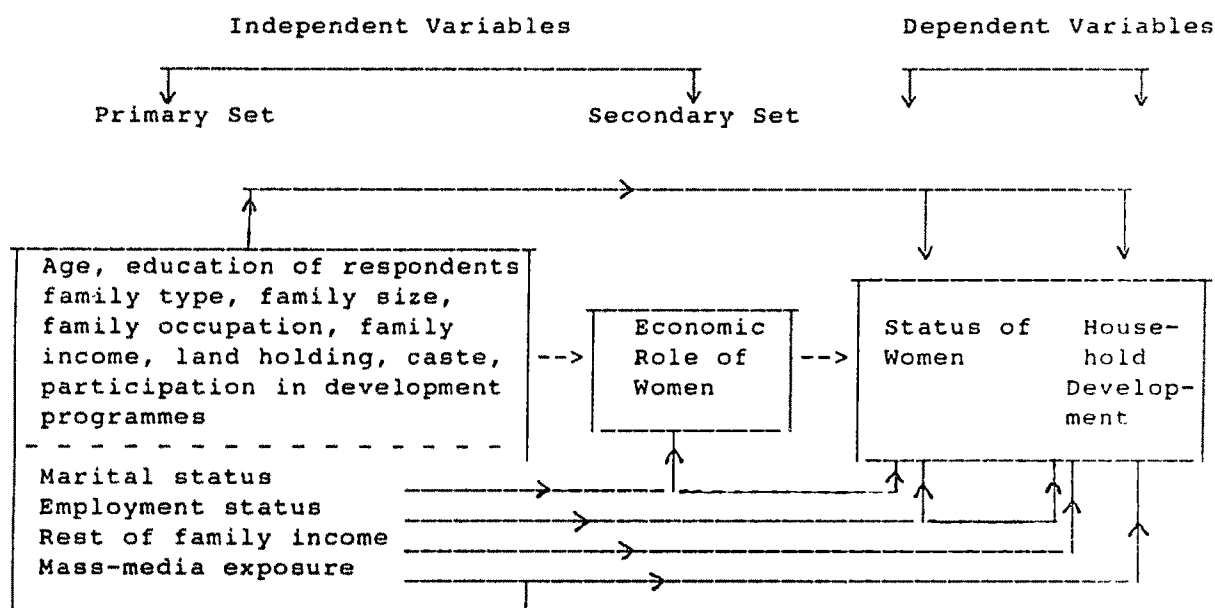 Independent Variables Dependent Variables
Primary Set Secondary Set
Age, education of respondents
family type, family size,
family occupation, family
income, land holding, caste,
participation in development
programmes
Marital status
Employment status
Rest of family income
Mass-media exposure
Economic
Role of
Women
Status of
Women
House-
hold
Develop-
ment